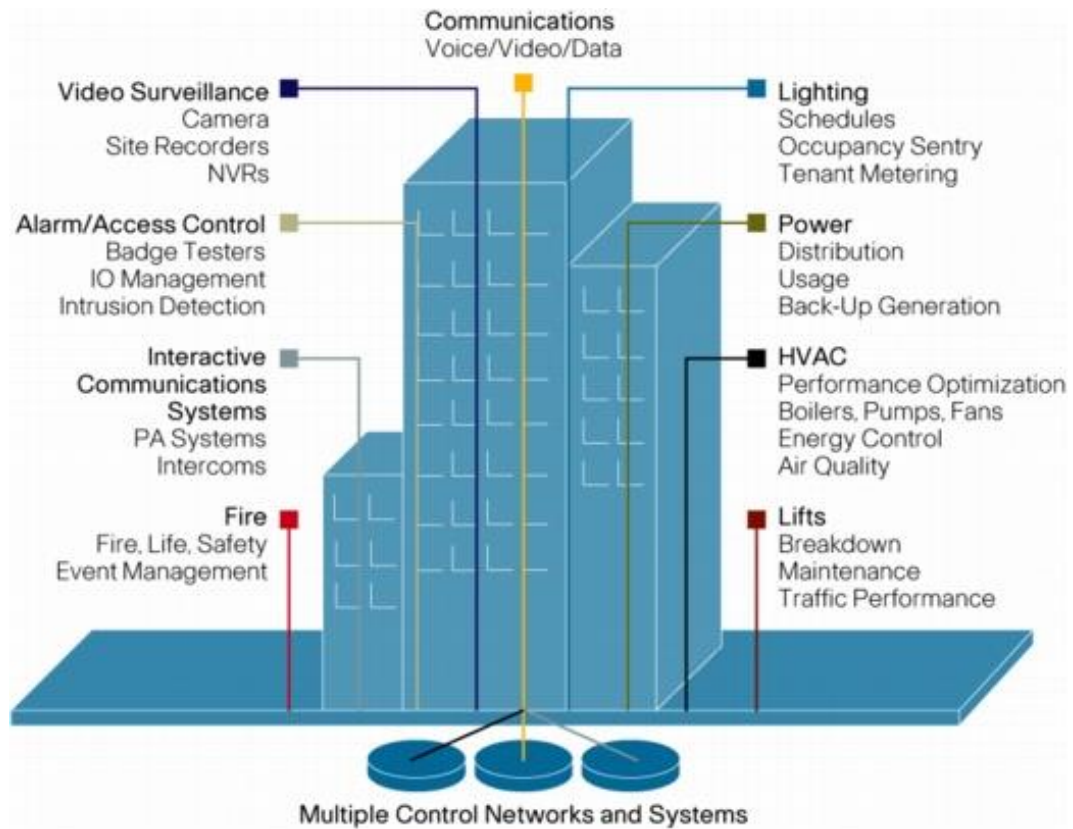 Communications
Voice/Video/Data
Video Surveillance
Camera
Site Recorders
NVRs
Alarm/Access Control
Badge Testers
IO Management
Intrusion Detection
Interactive
Communications
Systems
PA Systems
Intercoms
Fire
Fire, Life, Safety
Event Management
Lighting
Schedules
Occupancy Sentry
Tenant Metering
Power
Distribution
Usage
Back-Up Generation
HVAC
Performance Optimization
Boilers, Pumps, Fans
Energy Control
Air Quality
Lifts
Breakdown
Maintenance
Traffic Performance
Multiple Control Networks and Systems